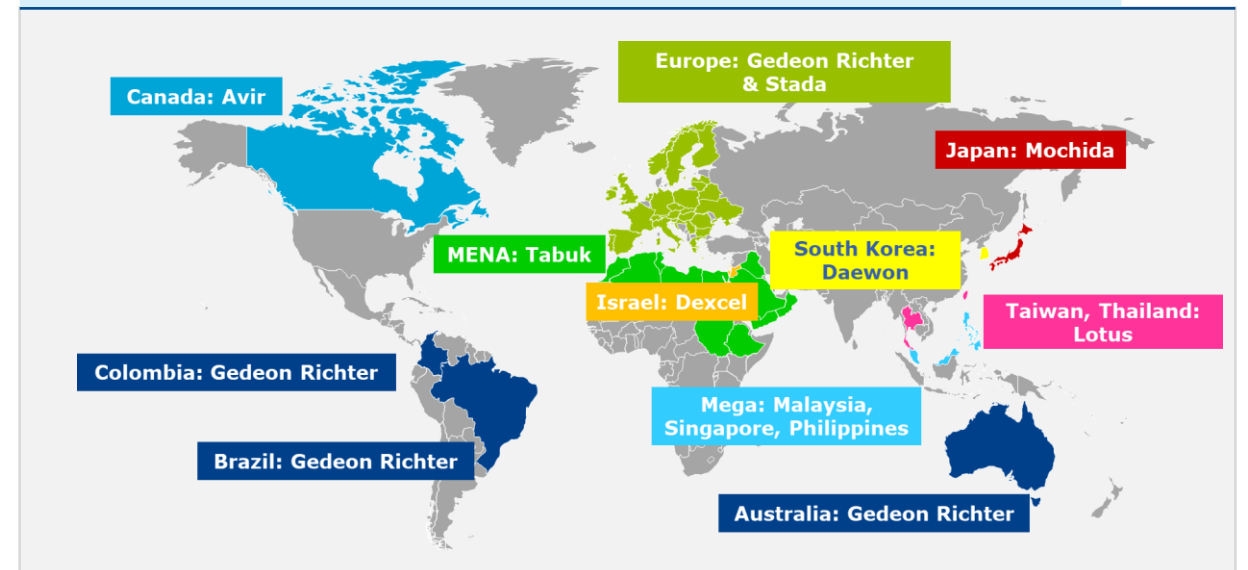 Europe: Gedeon Richter
& Stada
Canada: Avir
Japan: Mochida
MENA: Tabuk
South Korea:
Daewon
Israel: Dexcel
Taiwan, Thailand:
Lotus
Colombia: Gedeon Richter
Mega: Malaysia,
Singapore, Philippines
Brazil: Gedeon Richter
Australia: Gedeon Richter